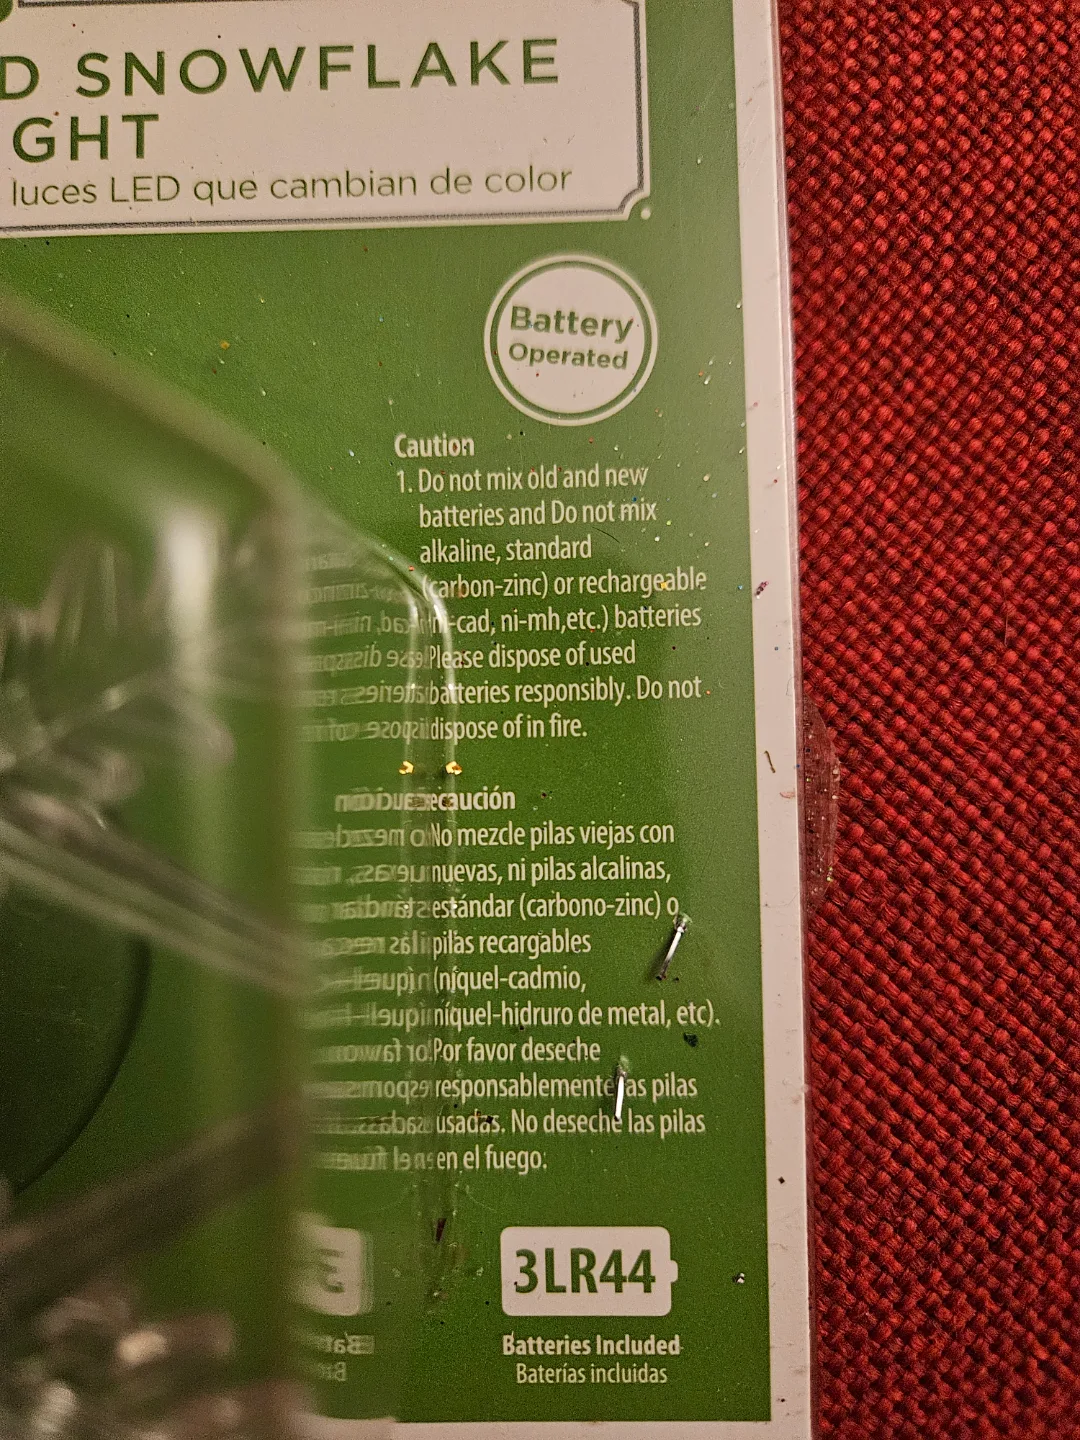 D SNOWFLAKE
GHT
luces LED que cambian de color
Battery
Operated
Caution
1. Do not mix old and new
batteries and Do not mix
alkaline, standard
(carbon-zinc) or rechargeable
ni-cad, ni-mh,etc.) batteries
Please dispose of used
batteries responsibly. Do not
dispose of in fire.
ecaución
No mezcle pilas viejas con
nuevas, ni pilas alcalinas,
estándar (carbono-zinc) o
pilas recargables
(níquel-cadmio,
níquel-hidruro de metal, etc).
Por favor deseche
responsablemente las pilas
usadas. No deseche las pilas
en el fuego:
3LR44
Batteries Included
Baterías incluidas